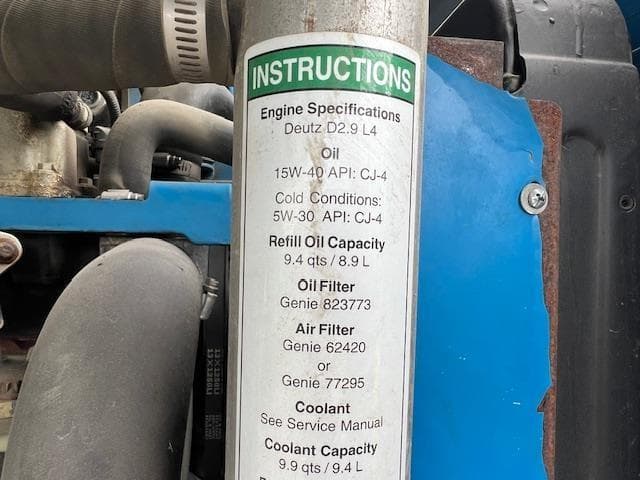 INSTRUCTIONS
Engine Specifications
Deutz D2.9 L4
Oil
15W-40 API: CJ-4
Cold Conditions:
5W-30 API: CJ-4
Refill Oil Capacity
9.4 qts / 8.9 L
Oil Filter
Genie 823773
Air Filter
Genie 62420
or
Genie 77295
Coolant
See Service Manual
Coolant Capacity
9.9 qts / 9.4 L